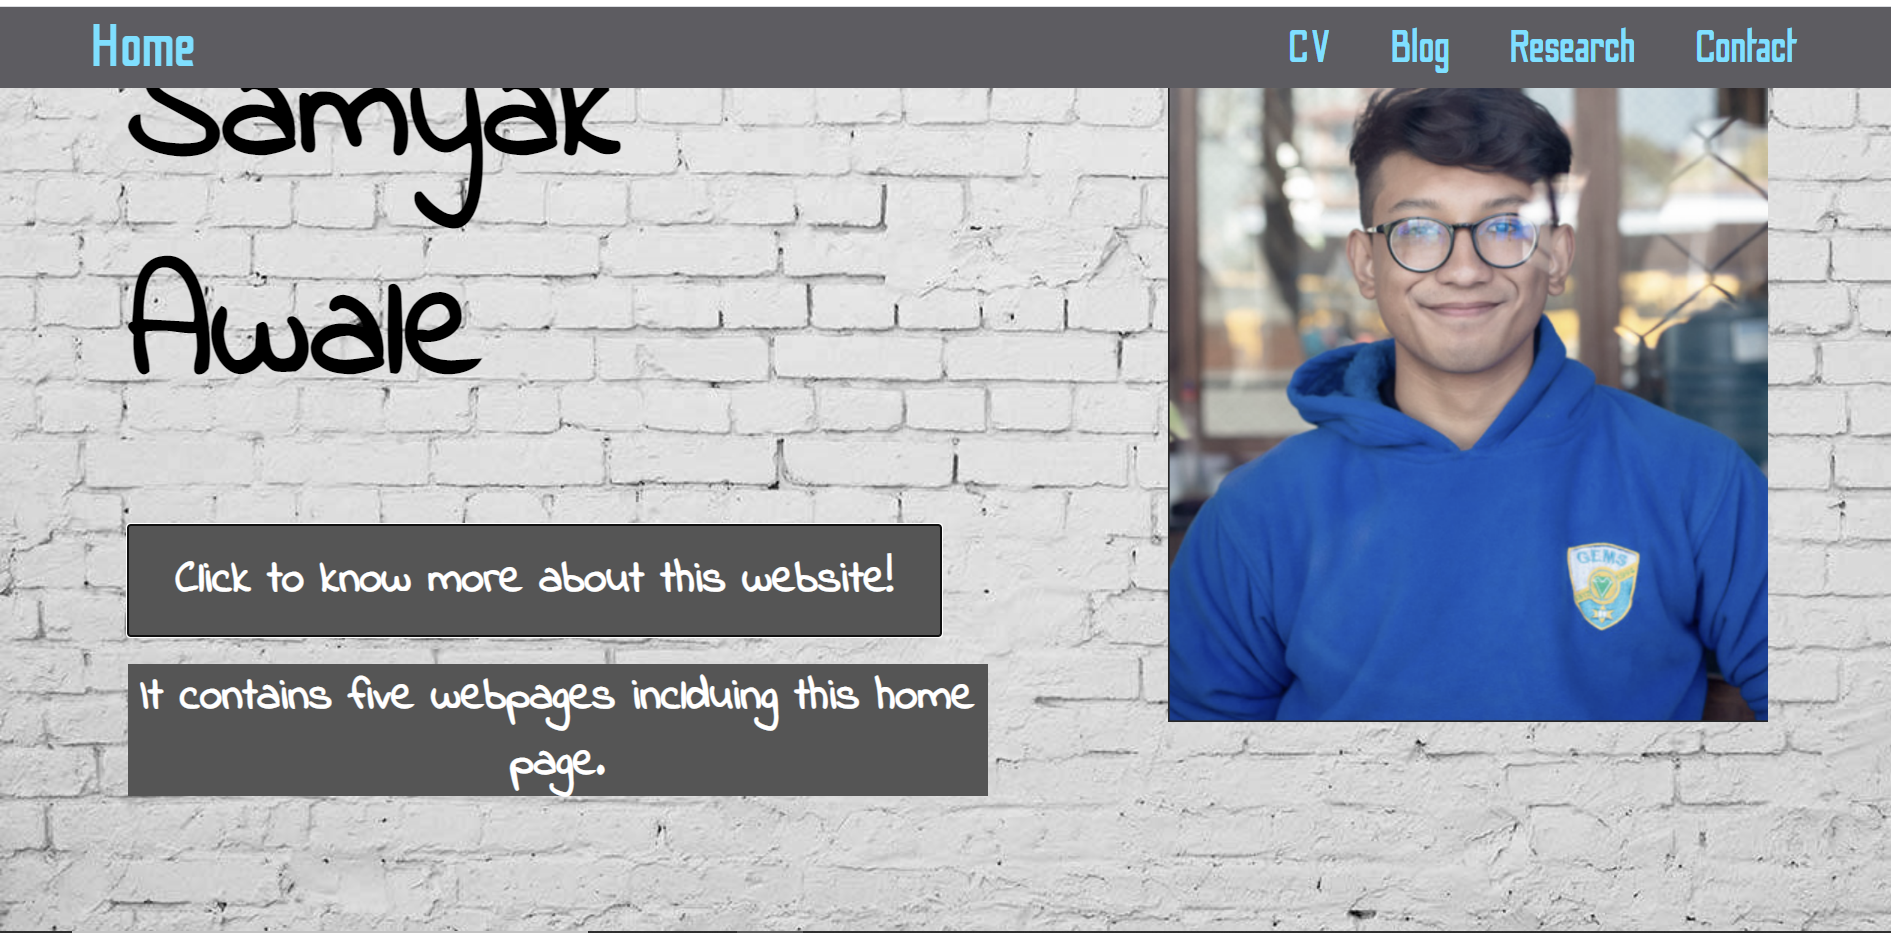 Home
CV Blog Research Contact
Samyak
Awale
Click to know more about this website!
It contains five webpages inclduing this home
page.
GEMS